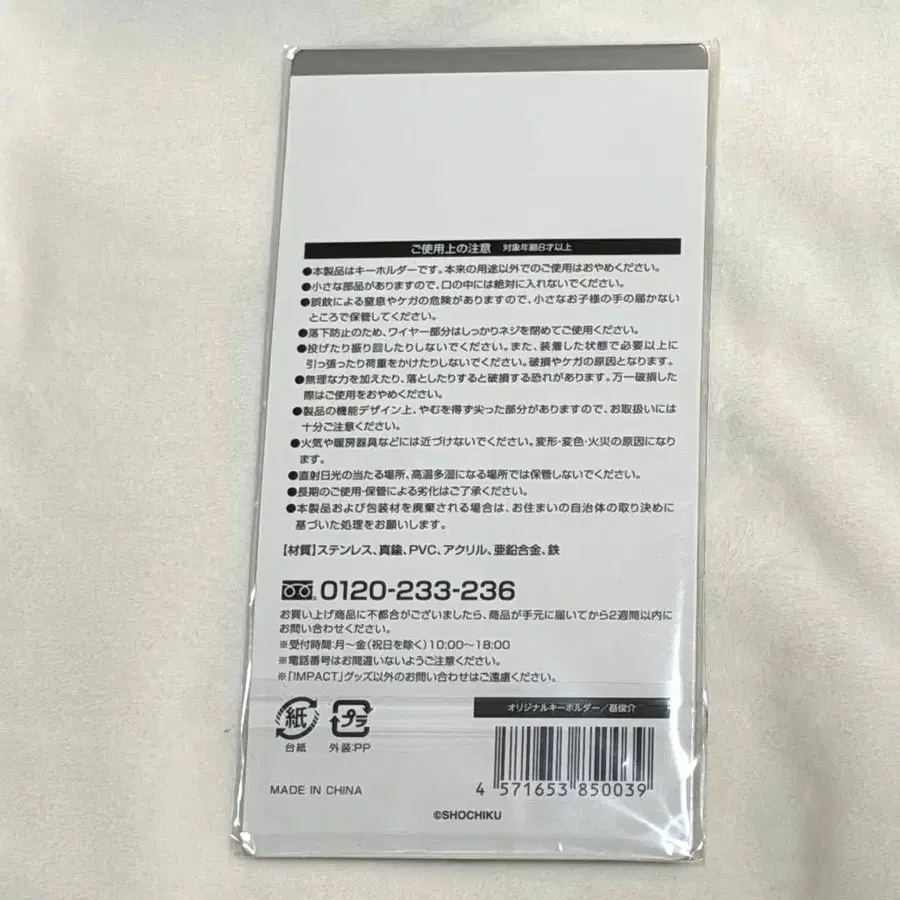 ご使用上の注意 対象年齢8才以上
●本製品はキーホルダーです。本来の用途以外でのご使用はおやめください。
●小さな部品がありますので、口の中には絶対に入れないでください。
●誤飲による窒息やケガの危険がありますので、小さなお子様の手の届かない
ところで保管してください。
●落下防止のため、ワイヤー部分はしっかりネジを閉めてご使用ください。
●投げたり振り回したりしないでください。また、装着した状態で必要以上に
引っ張ったり荷重をかけたりしないでください。破損やケガの原因となります。
●無理な力を加えたり、落としたりすると破損する恐れがあります。万一破損した
際はご使用をおやめください。
●製品の機能デザイン上、やむを得ず尖った部分がありますので、お取扱いには
十分ご注意ください。
●火気や暖房器具などには近づけないでください。変形・変色・火災の原因になり
ます。
●直射日光の当たる場所、高温多湿になる場所では保管しないでください。
●長期のご使用・保管による劣化はご了承ください。
●本製品および包装材を廃棄される場合は、お住まいの自治体の取り決めに
基づいた処理をお願いします。
【材質】ステンレス、真鍮、PVC、アクリル、亜鉛合金、鉄
0120-233-236
お買い上げ商品に不都合がございましたら、商品が手元に届いてから2週間以内に
お問い合わせください。
※受付時間:月~金(祝日を除く)10:00~18:00
※電話番号はお間違いないようご注意ください。
※「IMPACT」グッズ以外のお問い合わせはご遠慮ください。
オリジナルキーホルダー/基俊介
紙
台紙
プラ
外装:PP
4 571653 850039
MADE IN CHINA
©SHOCHIKU